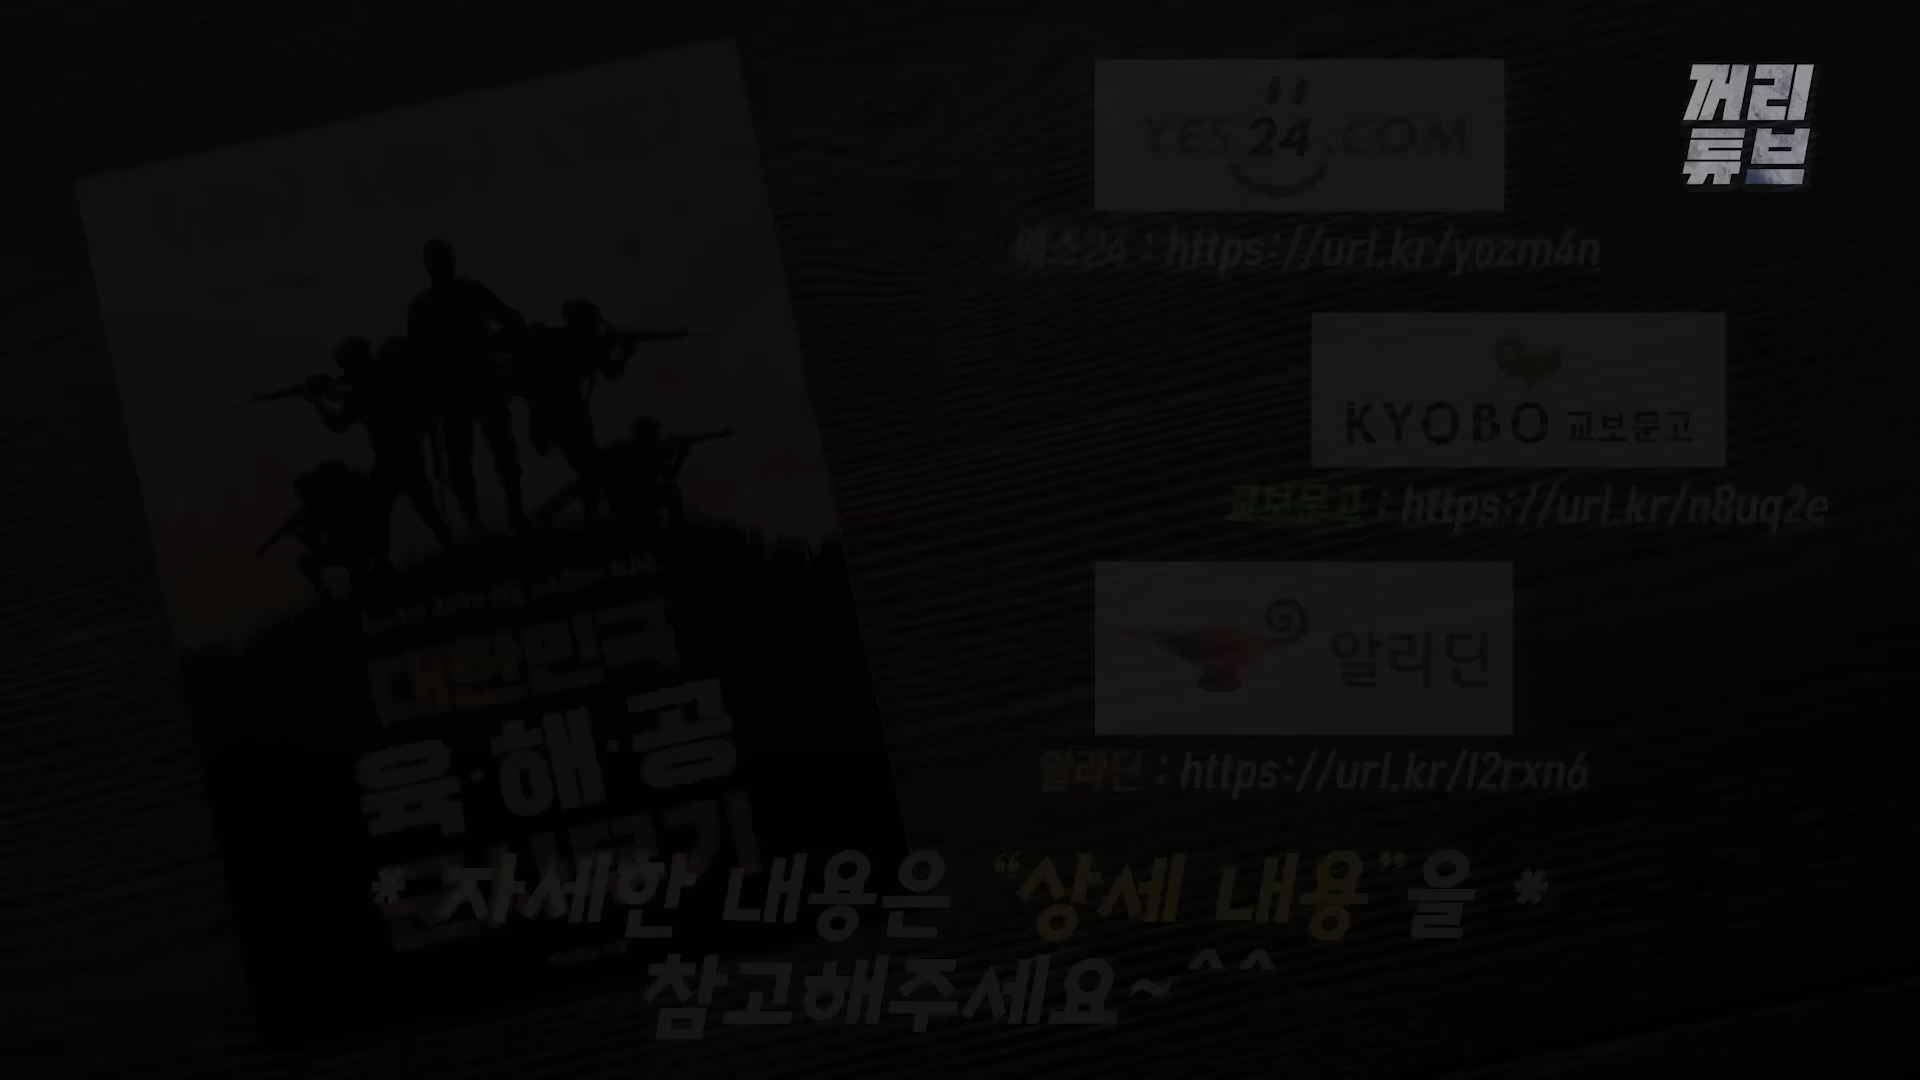 꺼리
튜브
YES24.COM
예스24 : https://url.kr/yozm4n
KYOBO 교보문고
교보문고 : https://url.kr/n8uq2e
알라딘
알라딘 : https://url.kr/l2rxn6
대한민국
육·해·공
* 자세한 내용은 “상세 내용”을 *
참고해주세요~^^